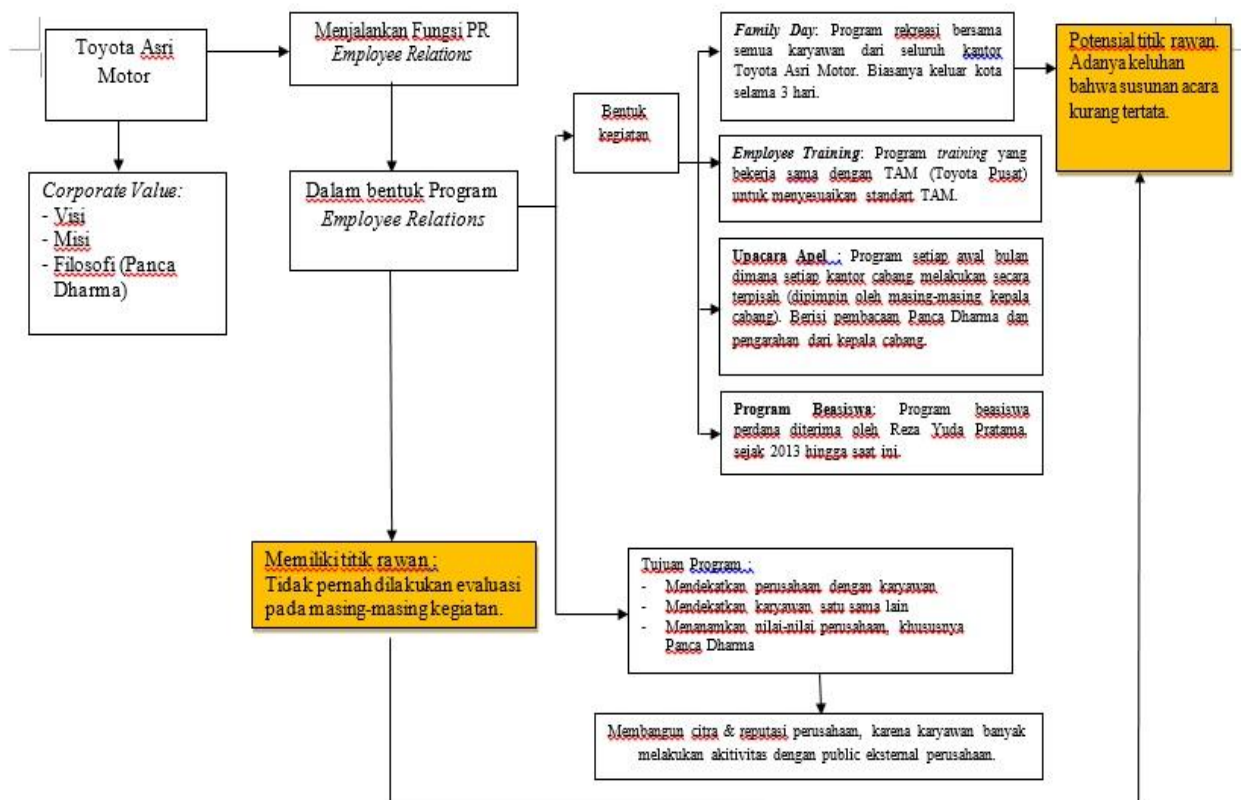 Toyota Asri
Motor
Menjalankan Fungsi PR
Employee Relations
Corporate Value:
- Visi
- Misi
- Filosofi (Panca
Dharma)
Dalam bentuk Program
Employee Relations
Bentuk
kegiatan
Family Day: Program rekreasi bersama
semua karyawan dari seluruh kantor
Toyota Asri Motor. Biasanya keluar kota
selama 3 hari.
Potensial titik rawan.
Adanya keluhan
bahwa susunan acara
kurang tertata.
Employee Training: Program training yang
bekerja sama dengan TAM (Toyota Pusat)
untuk menyesuaikan standart TAM.
Upacara Apel : Program setiap awal bulan
dimana setiap kantor cabang melakukan secara
terpisah (dipimpin oleh masing-masing kepala
cabang). Berisi pembacaan Panca Dharma dan
pengarahan dari kepala cabang.
Program Beasiswa: Program beasiswa
perdana diterima oleh Reza Yuda Pratama,
sejak 2013 hingga saat ini.
Memiliki titik rawan :
Tidak pernah dilakukan evaluasi
pada masing-masing kegiatan.
Tujuan Program :
- Mendekatkan perusahaan dengan karyawan
- Mendekatkan karyawan satu sama lain
- Menanamkan nilai-nilai perusahaan, khususnya
Panca Dharma
Membangun citra & reputasi perusahaan, karena karyawan banyak
melakukan akitivitas dengan public eksternal perusahaan.